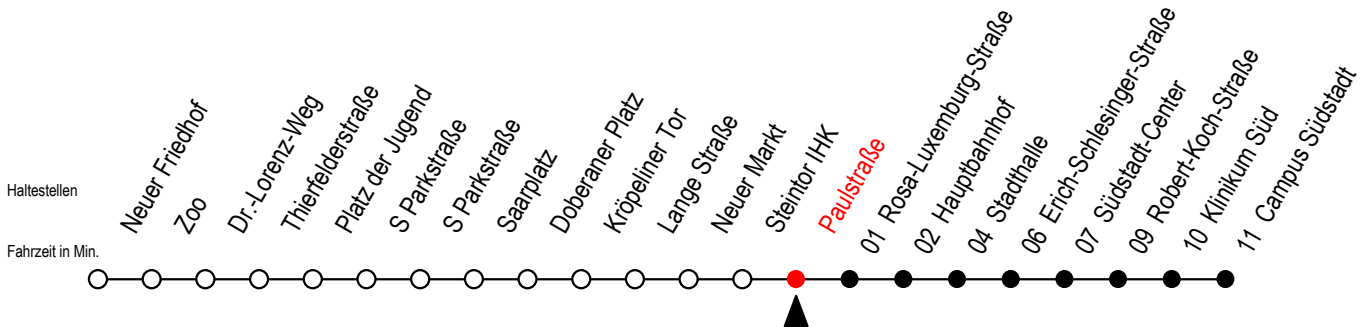 Haltestellen
Fahrzeit in Min.
Neuer Friedhof
Zoo
Dr.-Lorenz-Weg
Thierfelderstraße
Platz der Jugend
S Parkstraße
S Parkstraße
Saarplatz
Doberaner Platz
Kröpeliner Tor
Lange Straße
Neuer Markt
Steintor IHK
Paulstraße
01 Rosa-Luxemburg-Straße
02 Hauptbahnhof
04 Stadthalle
06 Erich-Schlesinger-Straße
07 Südstadt-Center
09 Robert-Koch-Straße
10 Klinikum Süd
11 Campus Südstadt